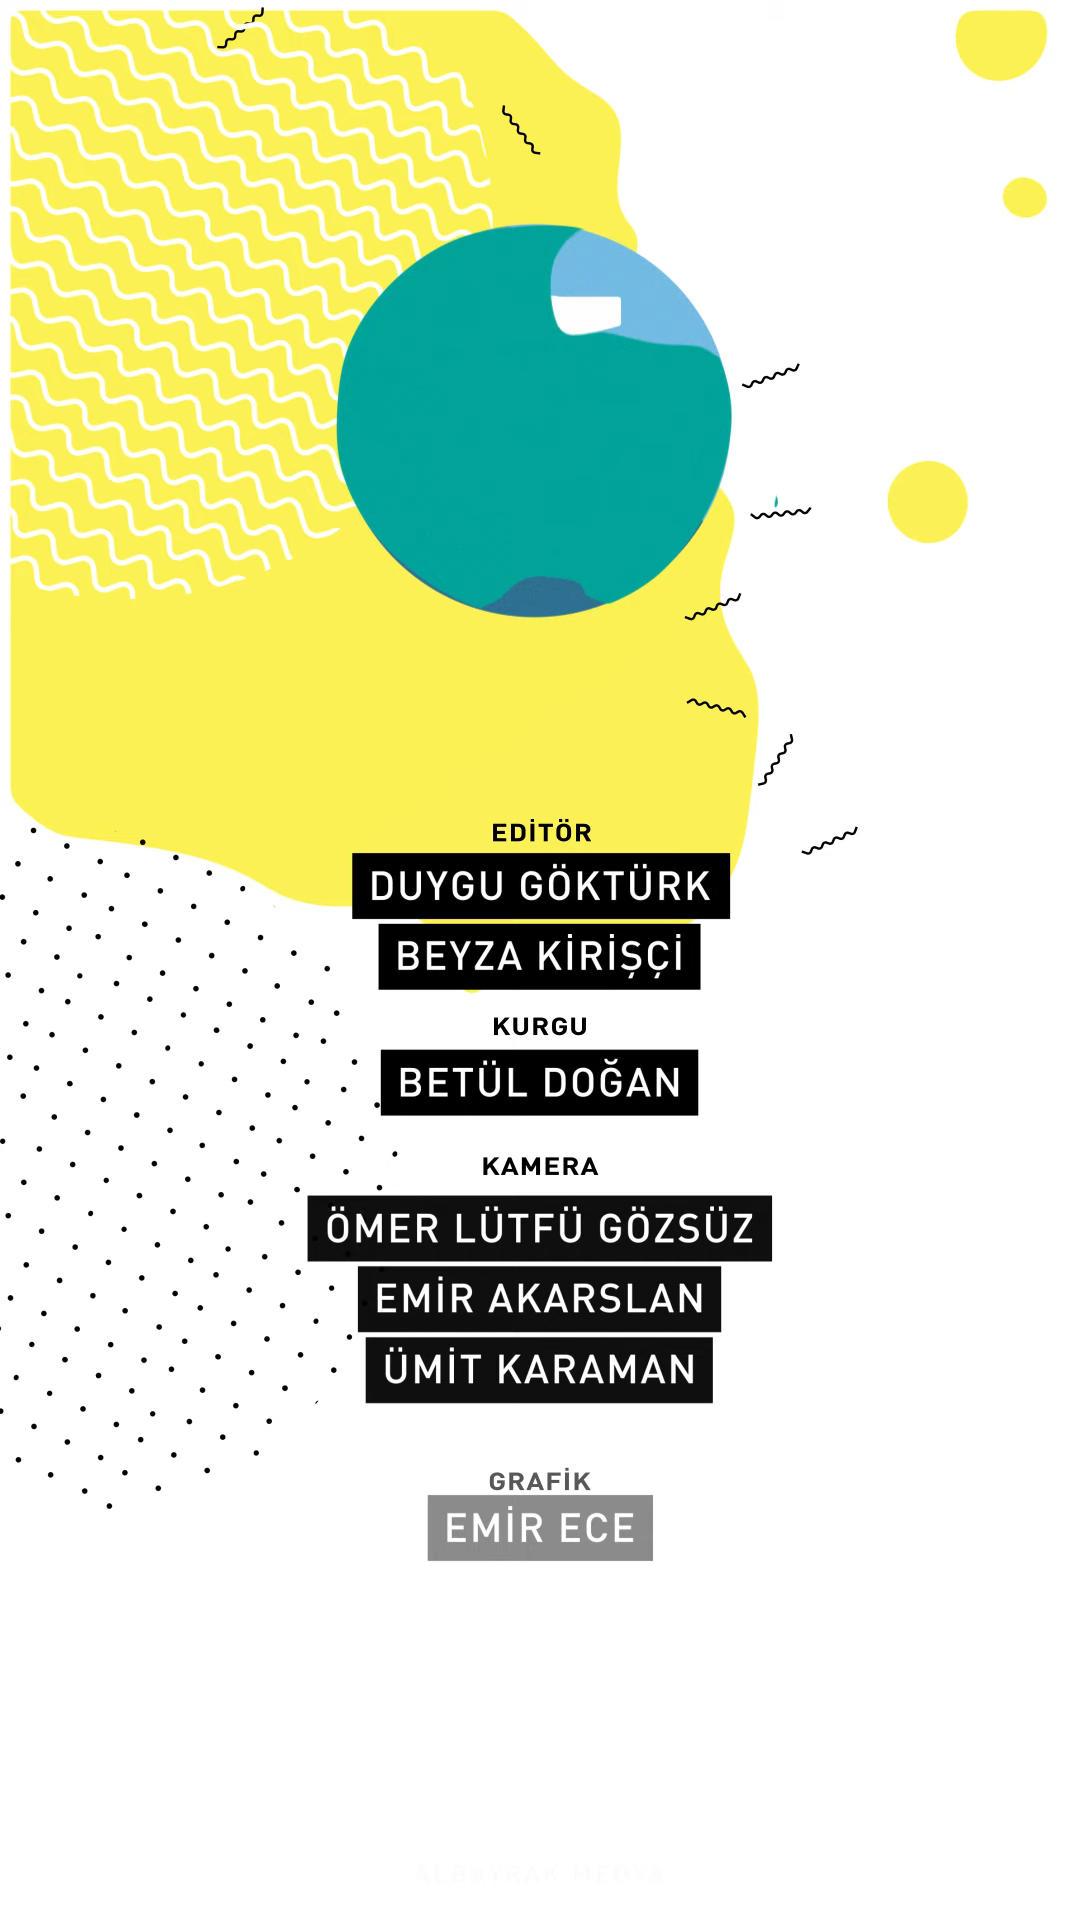 EDİTÖR
DUYGU GÖKTÜRK
BEYZA KİRİŞÇİ
KURGU
BETÜL DOĞAN
KAMERA
ÖMER LÜTFÜ GÖZSÜZ
EMİR AKARSLAN
ÜMİT KARAMAN
GRAFİK
EMİR ECE